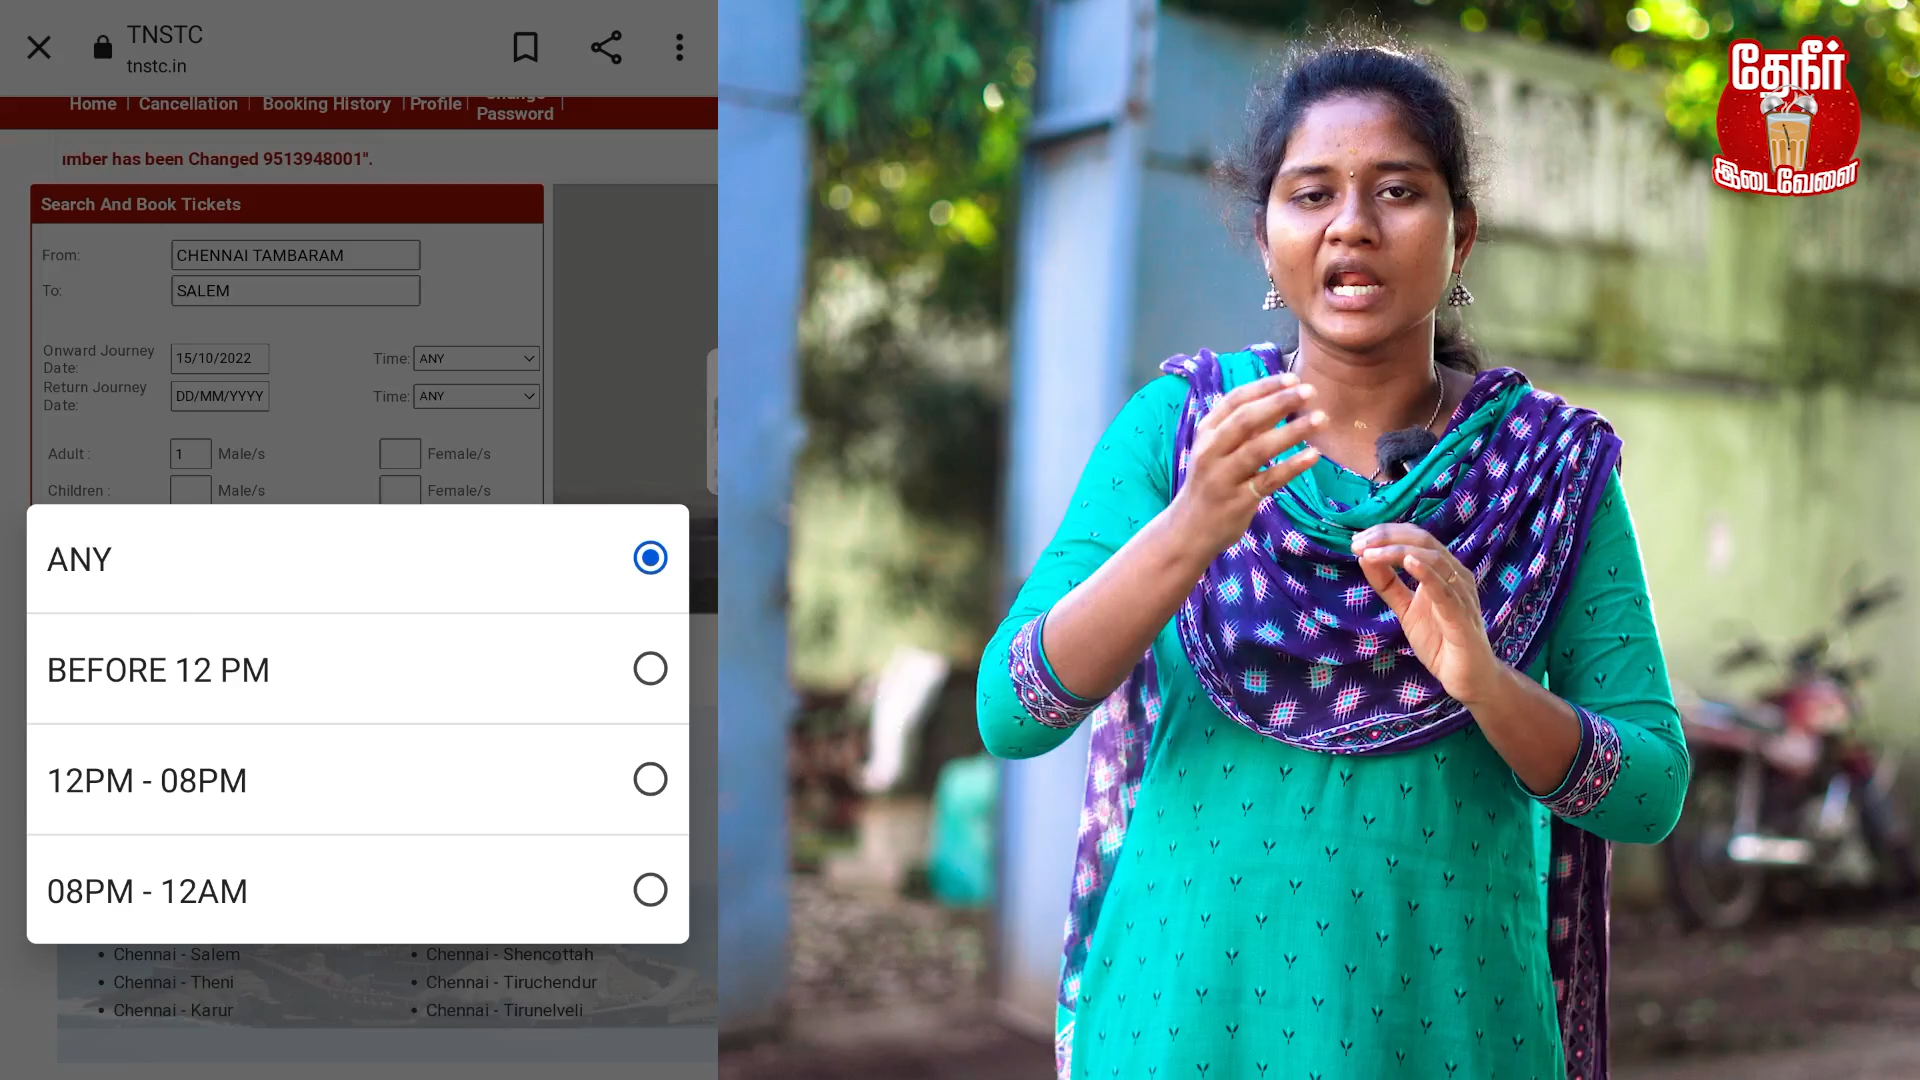 TNSTC
tnstc.in
Home | Cancellation | Booking History | Profile | Change Password |
umber has been Changed 9513948001".
Search And Book Tickets
From: CHENNAI TAMBARAM
To: SALEM
Onward Journey Date: 15/10/2022 Time: ANY
Return Journey Date: DD/MM/YYYY Time: ANY
Adult : 1 Male/s Female/s
Children : Male/s Female/s
ANY
BEFORE 12 PM
12PM - 08PM
08PM - 12AM
• Chennai - Salem • Chennai - Shencottah
• Chennai - Theni • Chennai - Tiruchendur
• Chennai - Karur • Chennai - Tirunelveli
தேநீர்
இடைவேளை